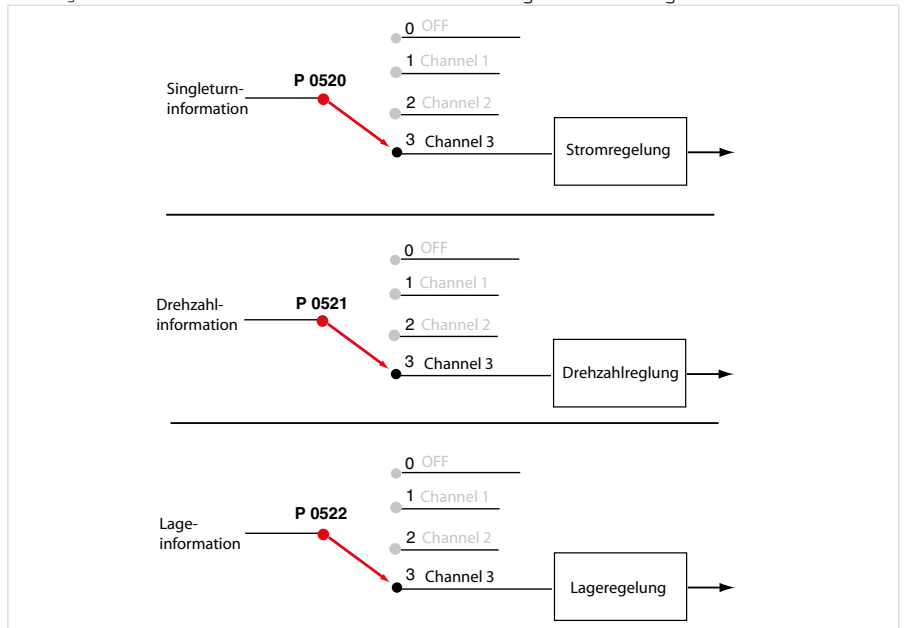 0 OFF
1 Channel 1
P 0520
Singleturn-
information
2 Channel 2
3 Channel 3
Stromregelung
0 OFF
1 Channel 1
P 0521
Drehzahl-
information
2 Channel 2
3 Channel 3
Drehzahlreglung
0 OFF
1 Channel 1
P 0522
Lage-
information
2 Channel 2
3 Channel 3
Lageregelung